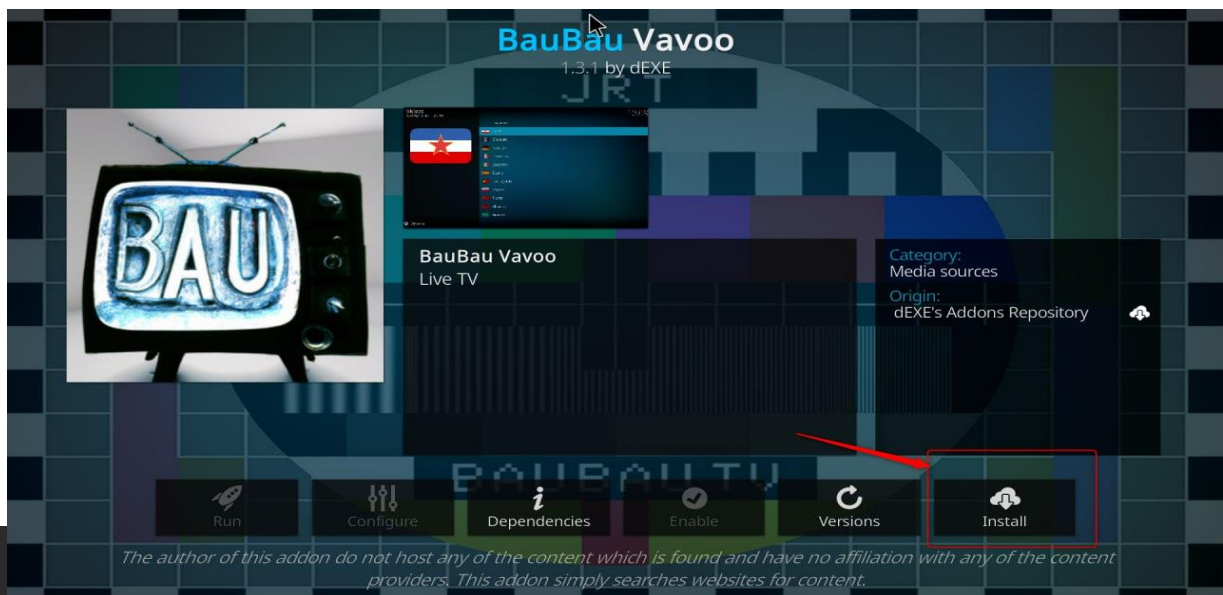 BauBau Vavoo
1.3.1 by dEXE
JRT
BAU
BauBau Vavoo
Live TV
Category:
Media sources
Origin:
dEXE's Addons Repository
BAUBAU TV
Run
Configure
Dependencies
Enable
Versions
Install
The author of this addon do not host any of the content which is found and have no affiliation with any of the content
providers. This addon simply searches websites for content.